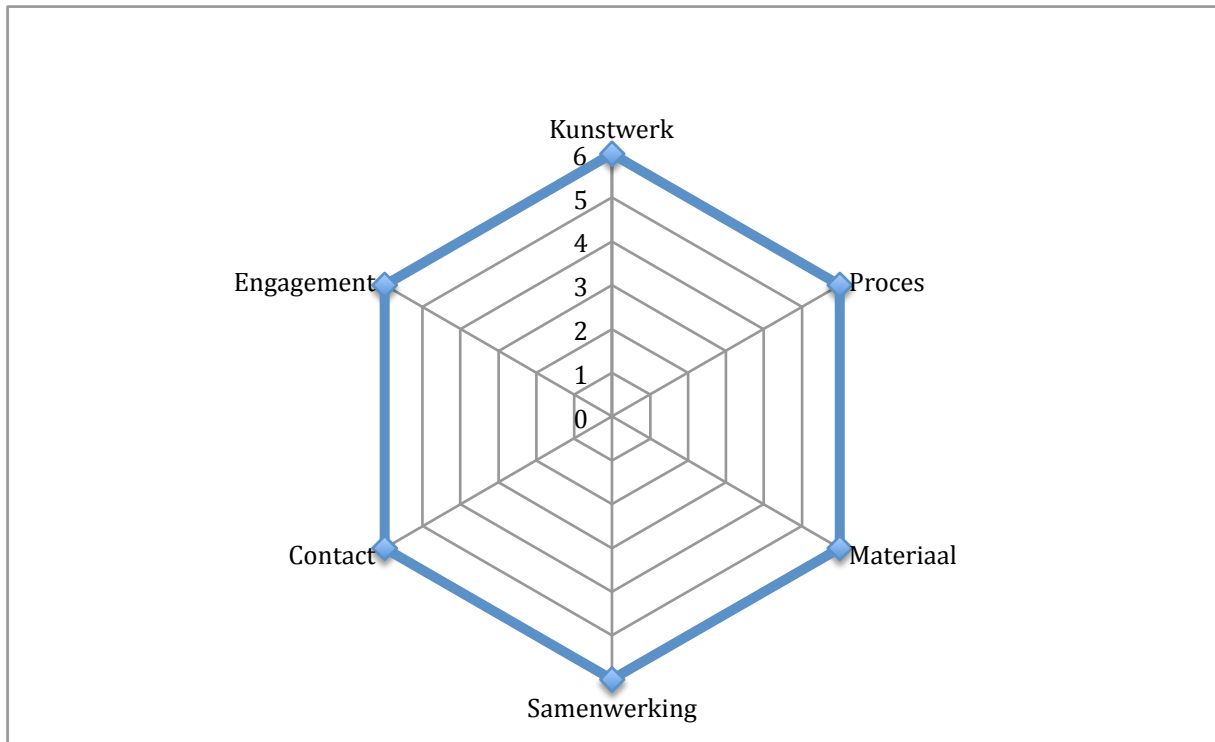 Kunstwerk
6
5
4
3
2
1
0
Engagement
Proces
Contact
Materiaal
Samenwerking